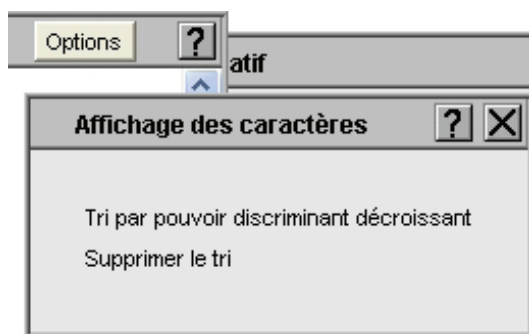 Options ?
atif
Affichage des caractères ? X
Tri par pouvoir discriminant décroissant
Supprimer le tri